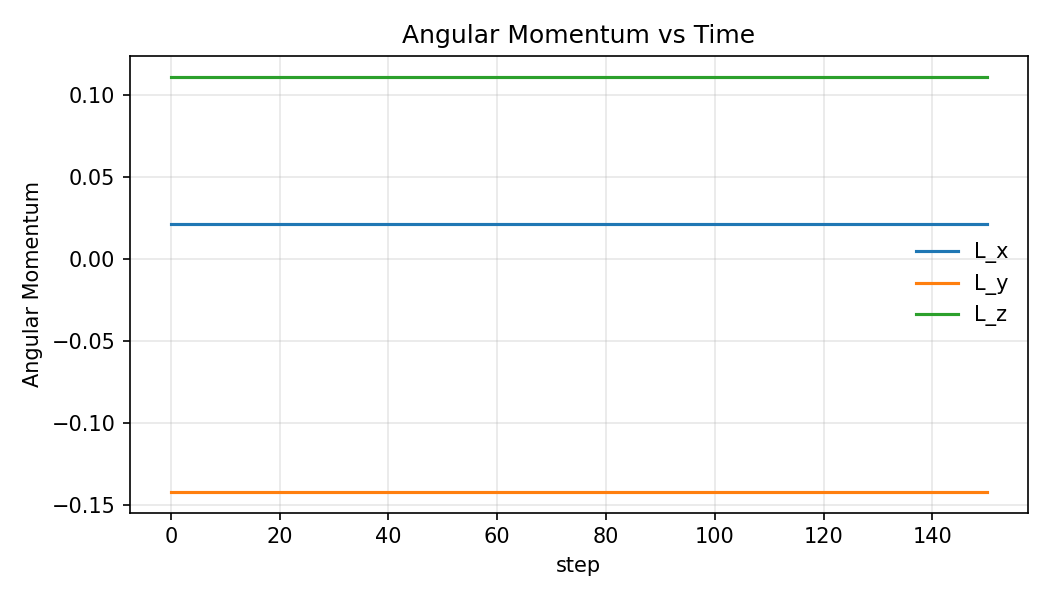 Angular Momentum vs Time
Angular Momentum
0.10
0.05
0.00
−0.05
−0.10
−0.15
L_x
L_y
L_z
0 20 40 60 80 100 120 140
step